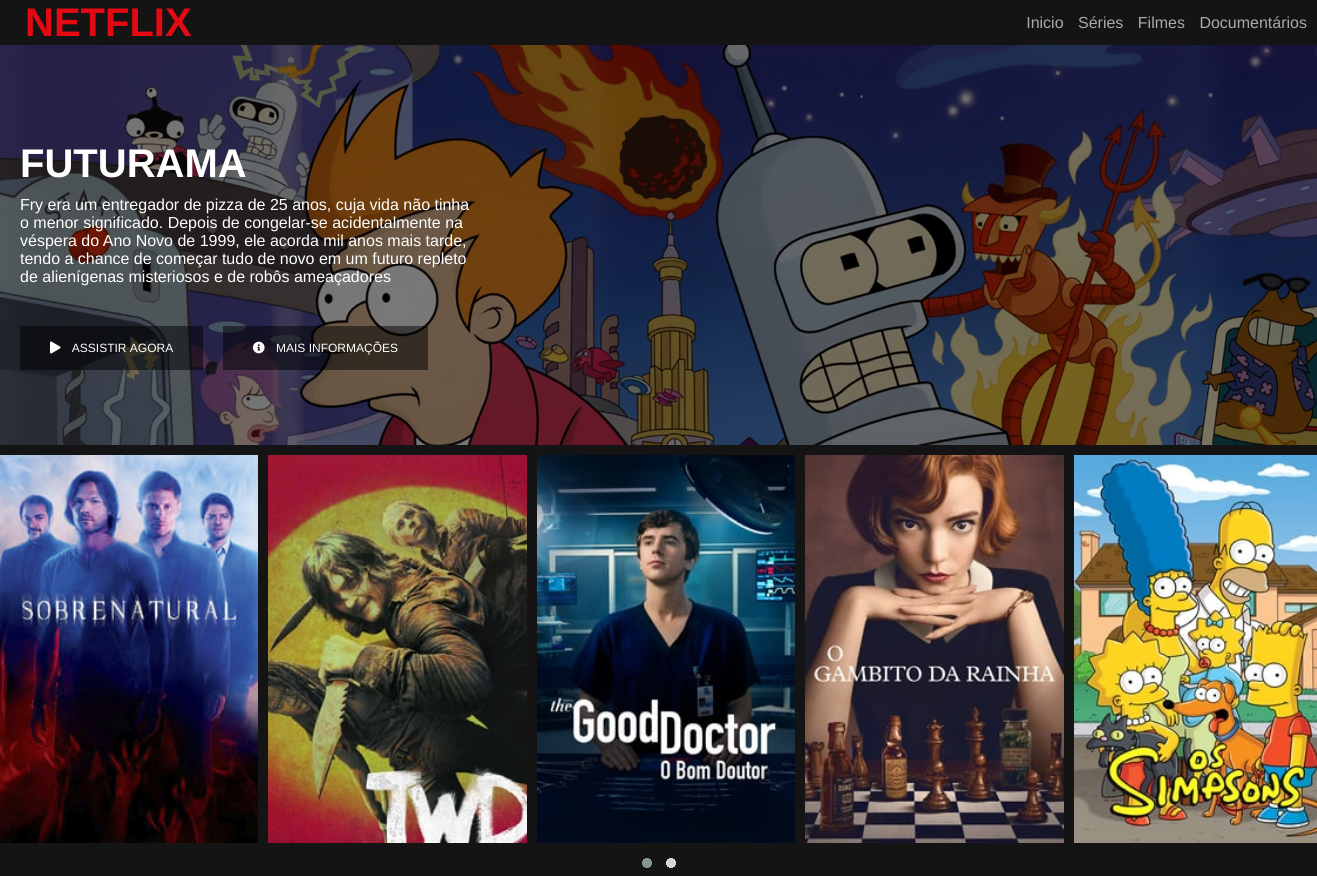 NETFLIX
Inicio Séries Filmes Documentários
FUTURAMA
Fry era um entregador de pizza de 25 anos, cuja vida não tinha
o menor significado. Depois de congelar-se acidentalmente na
véspera do Ano Novo de 1999, ele acorda mil anos mais tarde,
tendo a chance de começar tudo de novo em um futuro repleto
de alienígenas misteriosos e de robôs ameaçadores
ASSISTIR AGORA MAIS INFORMAÇÕES
SOBRENATURAL
TWD
the GoodDoctor
O Bom Doutor
O
GAMBITO DA RAINHA
OS
SIMPSONS